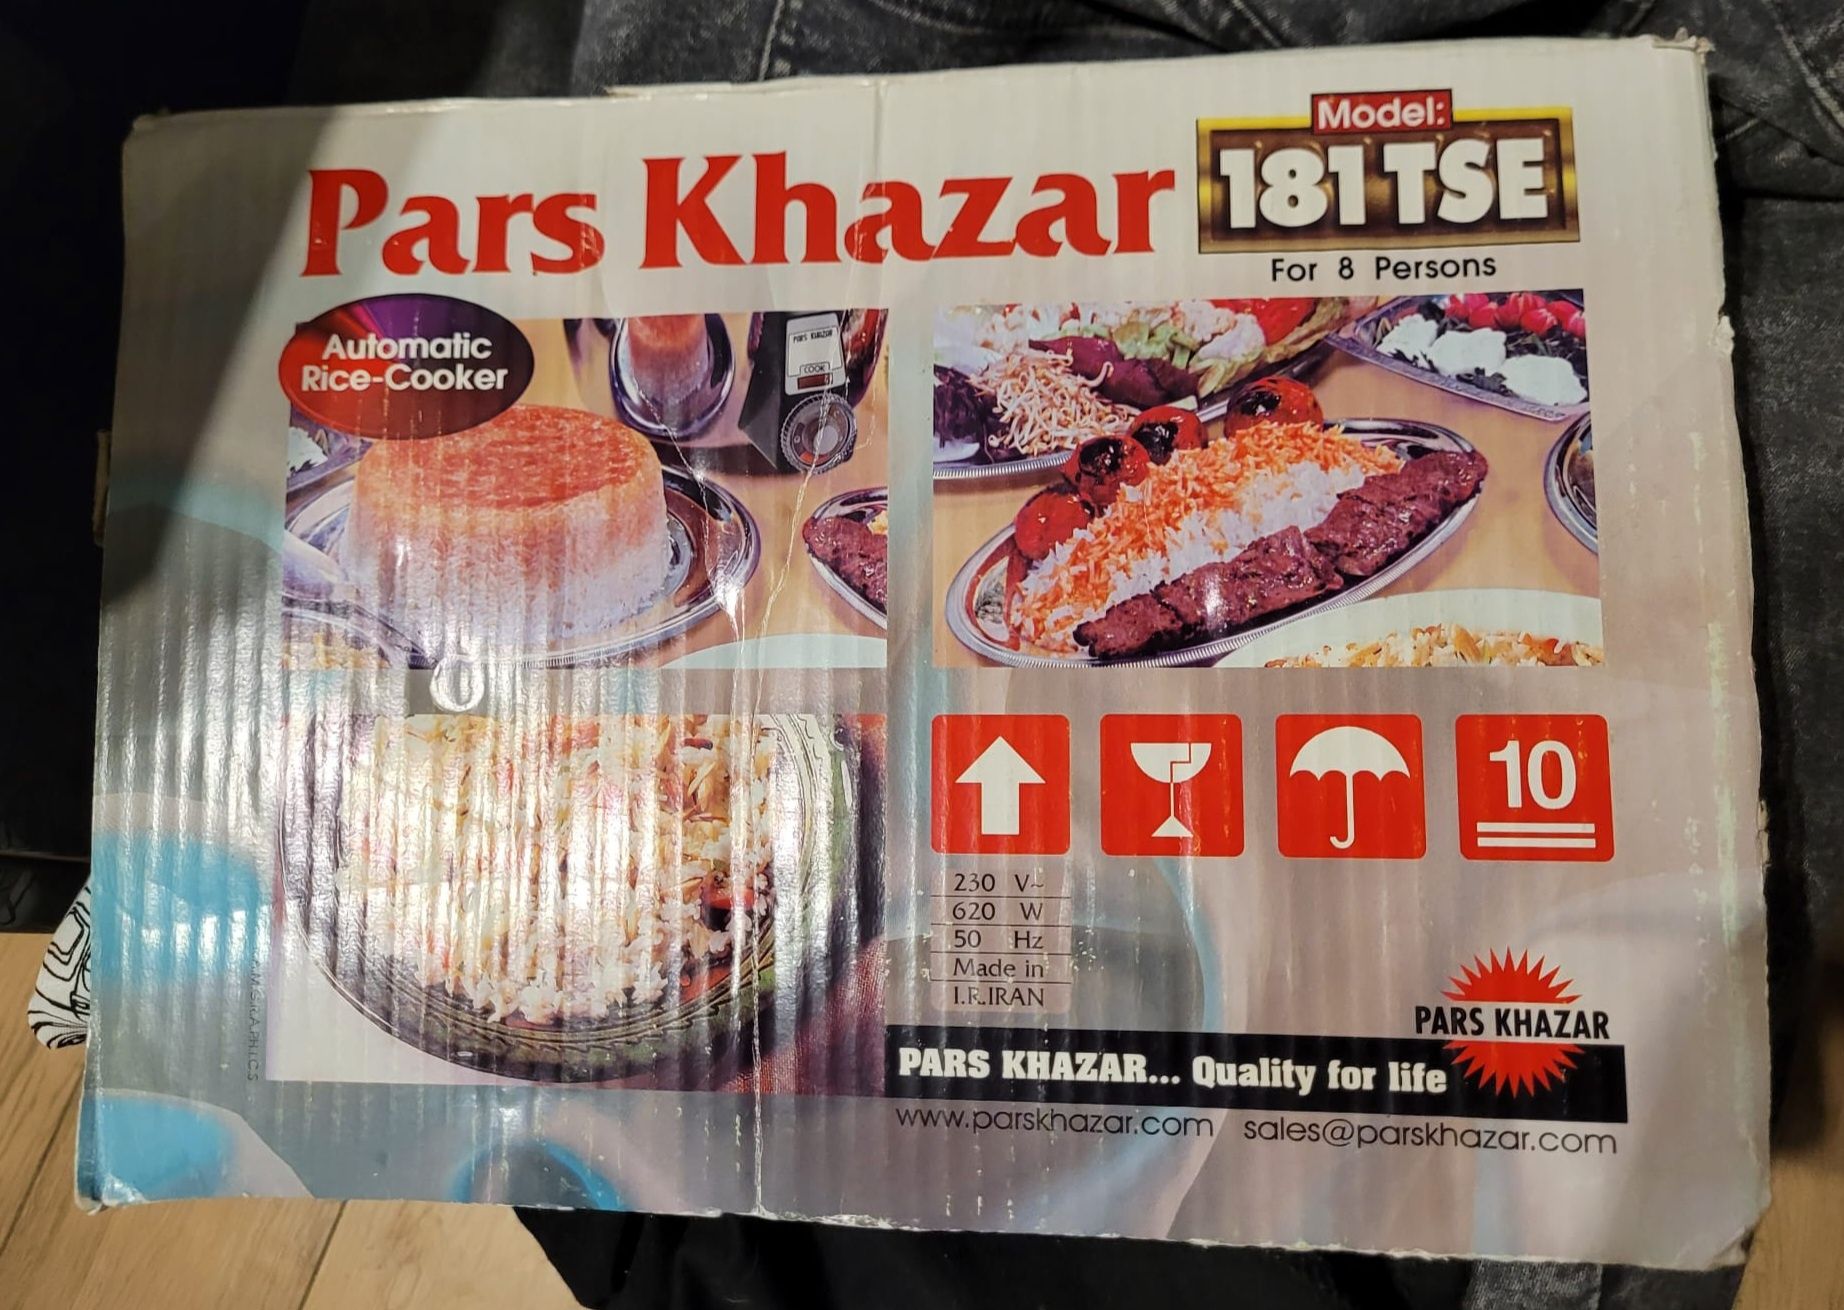 Pars Khazar
Model:
181 TSE
For 8 Persons
Automatic
Rice-Cooker
PARS KHAZAR
COOK
10
230 V~
620 W
50 Hz
Made in
I.R.IRAN
PARS KHAZAR
PARS KHAZAR... Quality for life
www.parskhazar.com sales@parskhazar.com